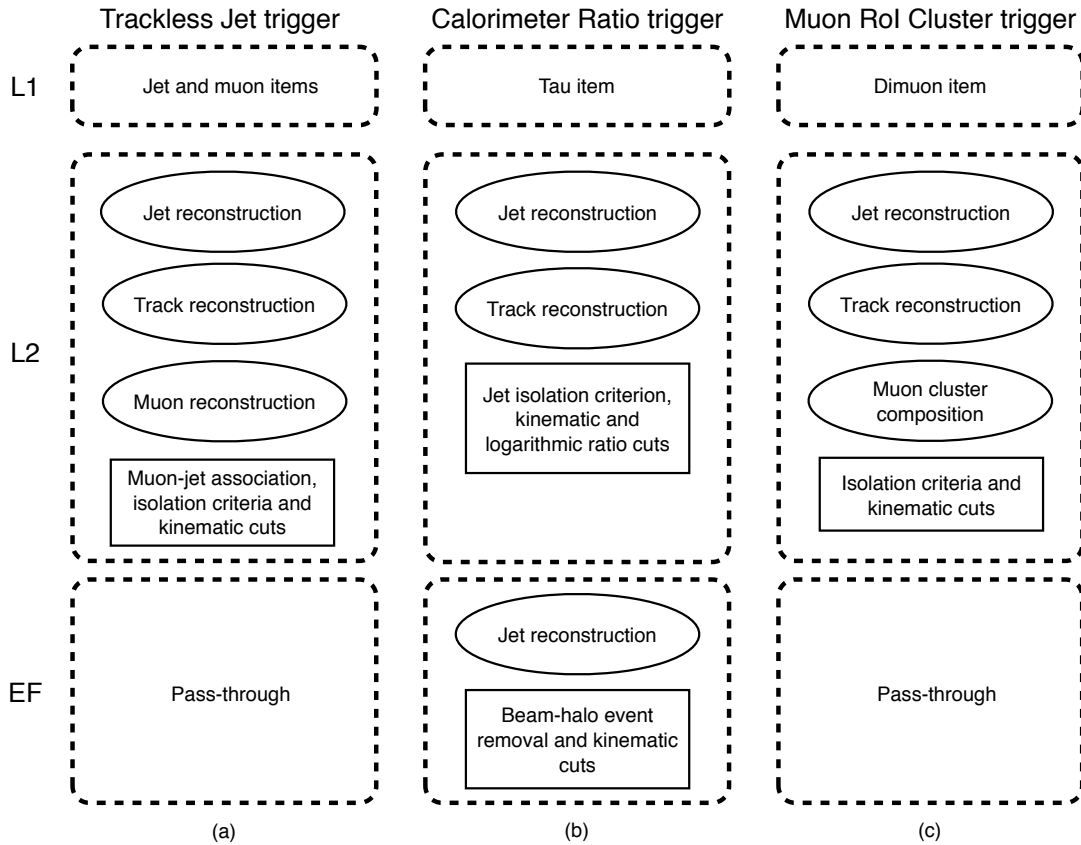 Trackless Jet trigger
Calorimeter Ratio trigger
Muon RoI Cluster trigger
L1
Jet and muon items
Tau item
Dimuon item
L2
Jet reconstruction
Track reconstruction
Muon reconstruction
Muon-jet association,
isolation criteria and
kinematic cuts
Jet reconstruction
Track reconstruction
Jet isolation criterion,
kinematic and
logarithmic ratio cuts
Jet reconstruction
Track reconstruction
Muon cluster
composition
Isolation criteria and
kinematic cuts
EF
Pass-through
Jet reconstruction
Beam-halo event
removal and kinematic
cuts
Pass-through
(a)
(b)
(c)